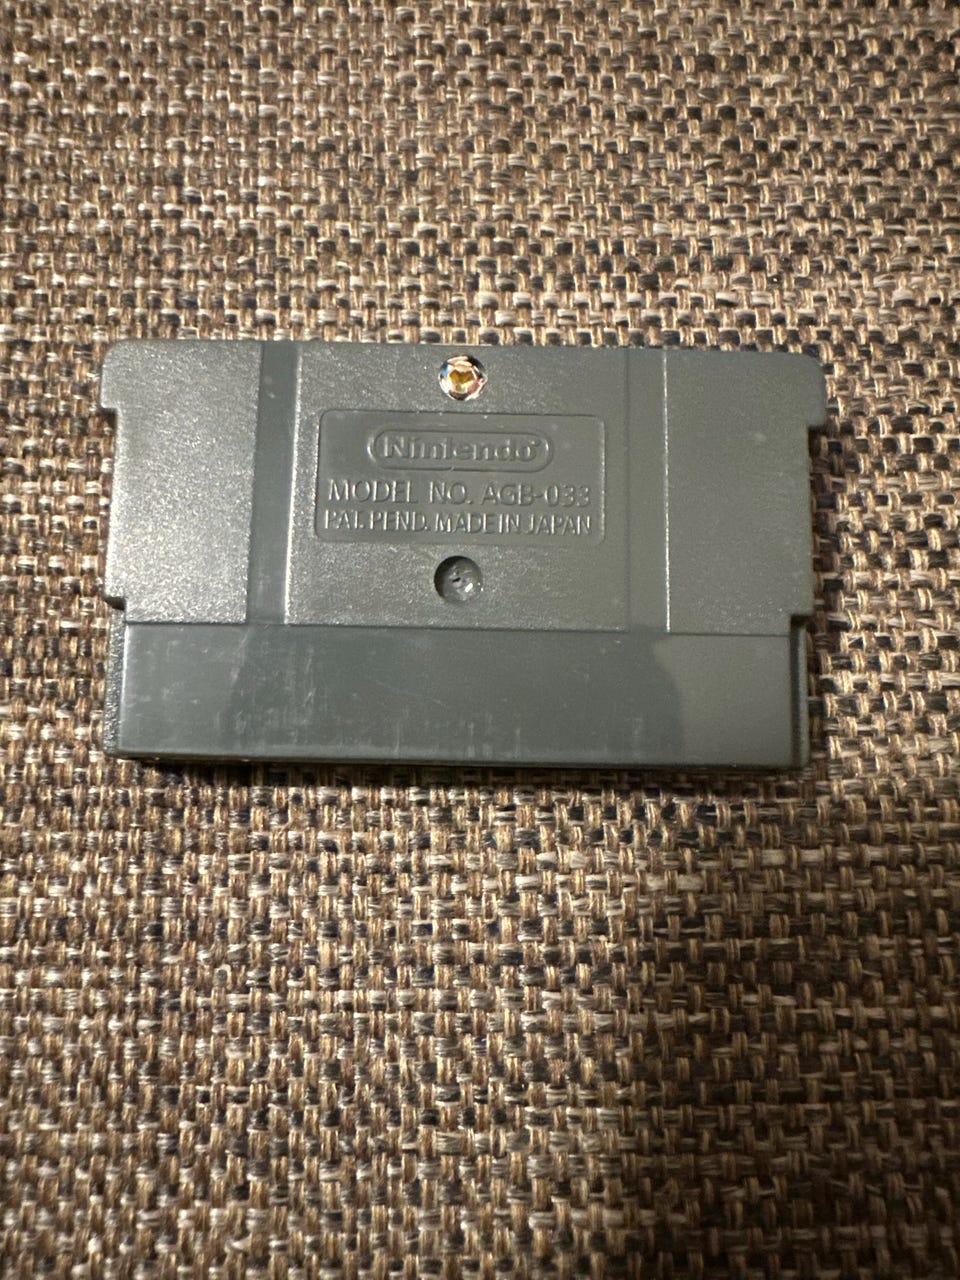 Nintendo®
MODEL NO. AGB-033
PAT. PEND. MADE IN JAPAN